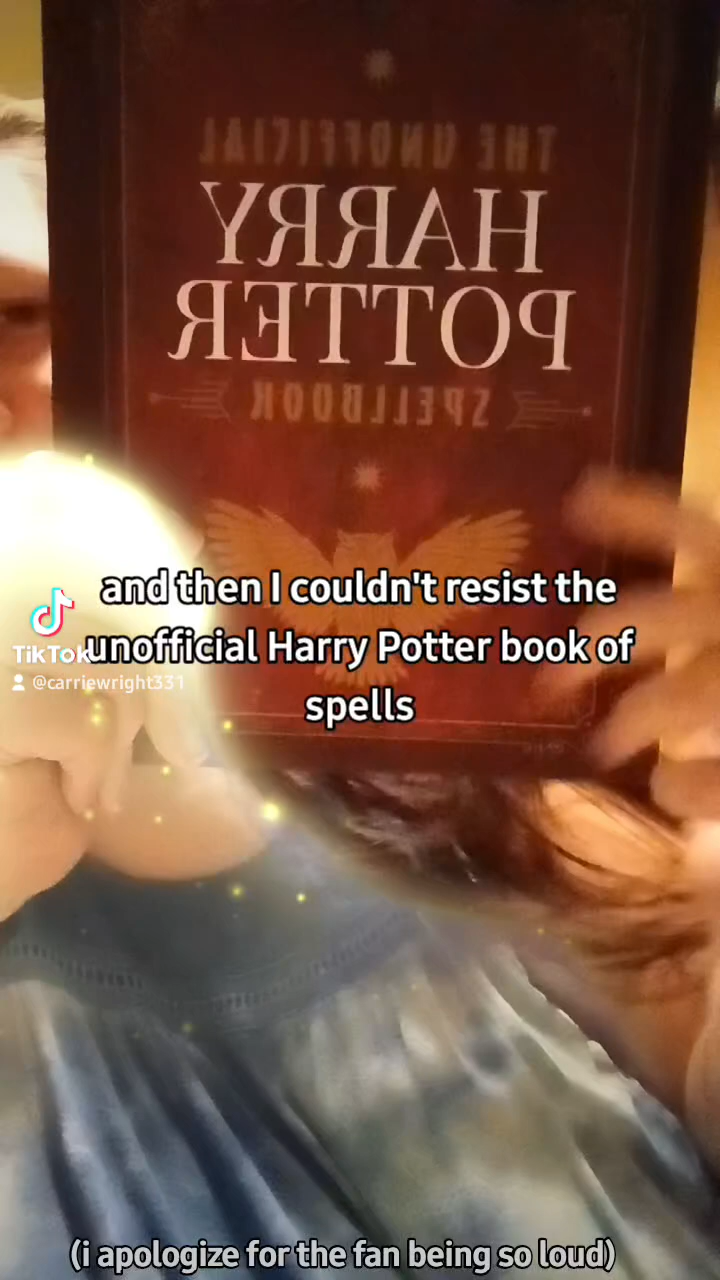 THE UNOFFICIAL
HARRY
POTTER
SPELLBOOK
and then I couldn't resist the
unofficial Harry Potter book of
spells
TikTok
@carriewright331
(i apologize for the fan being so loud)